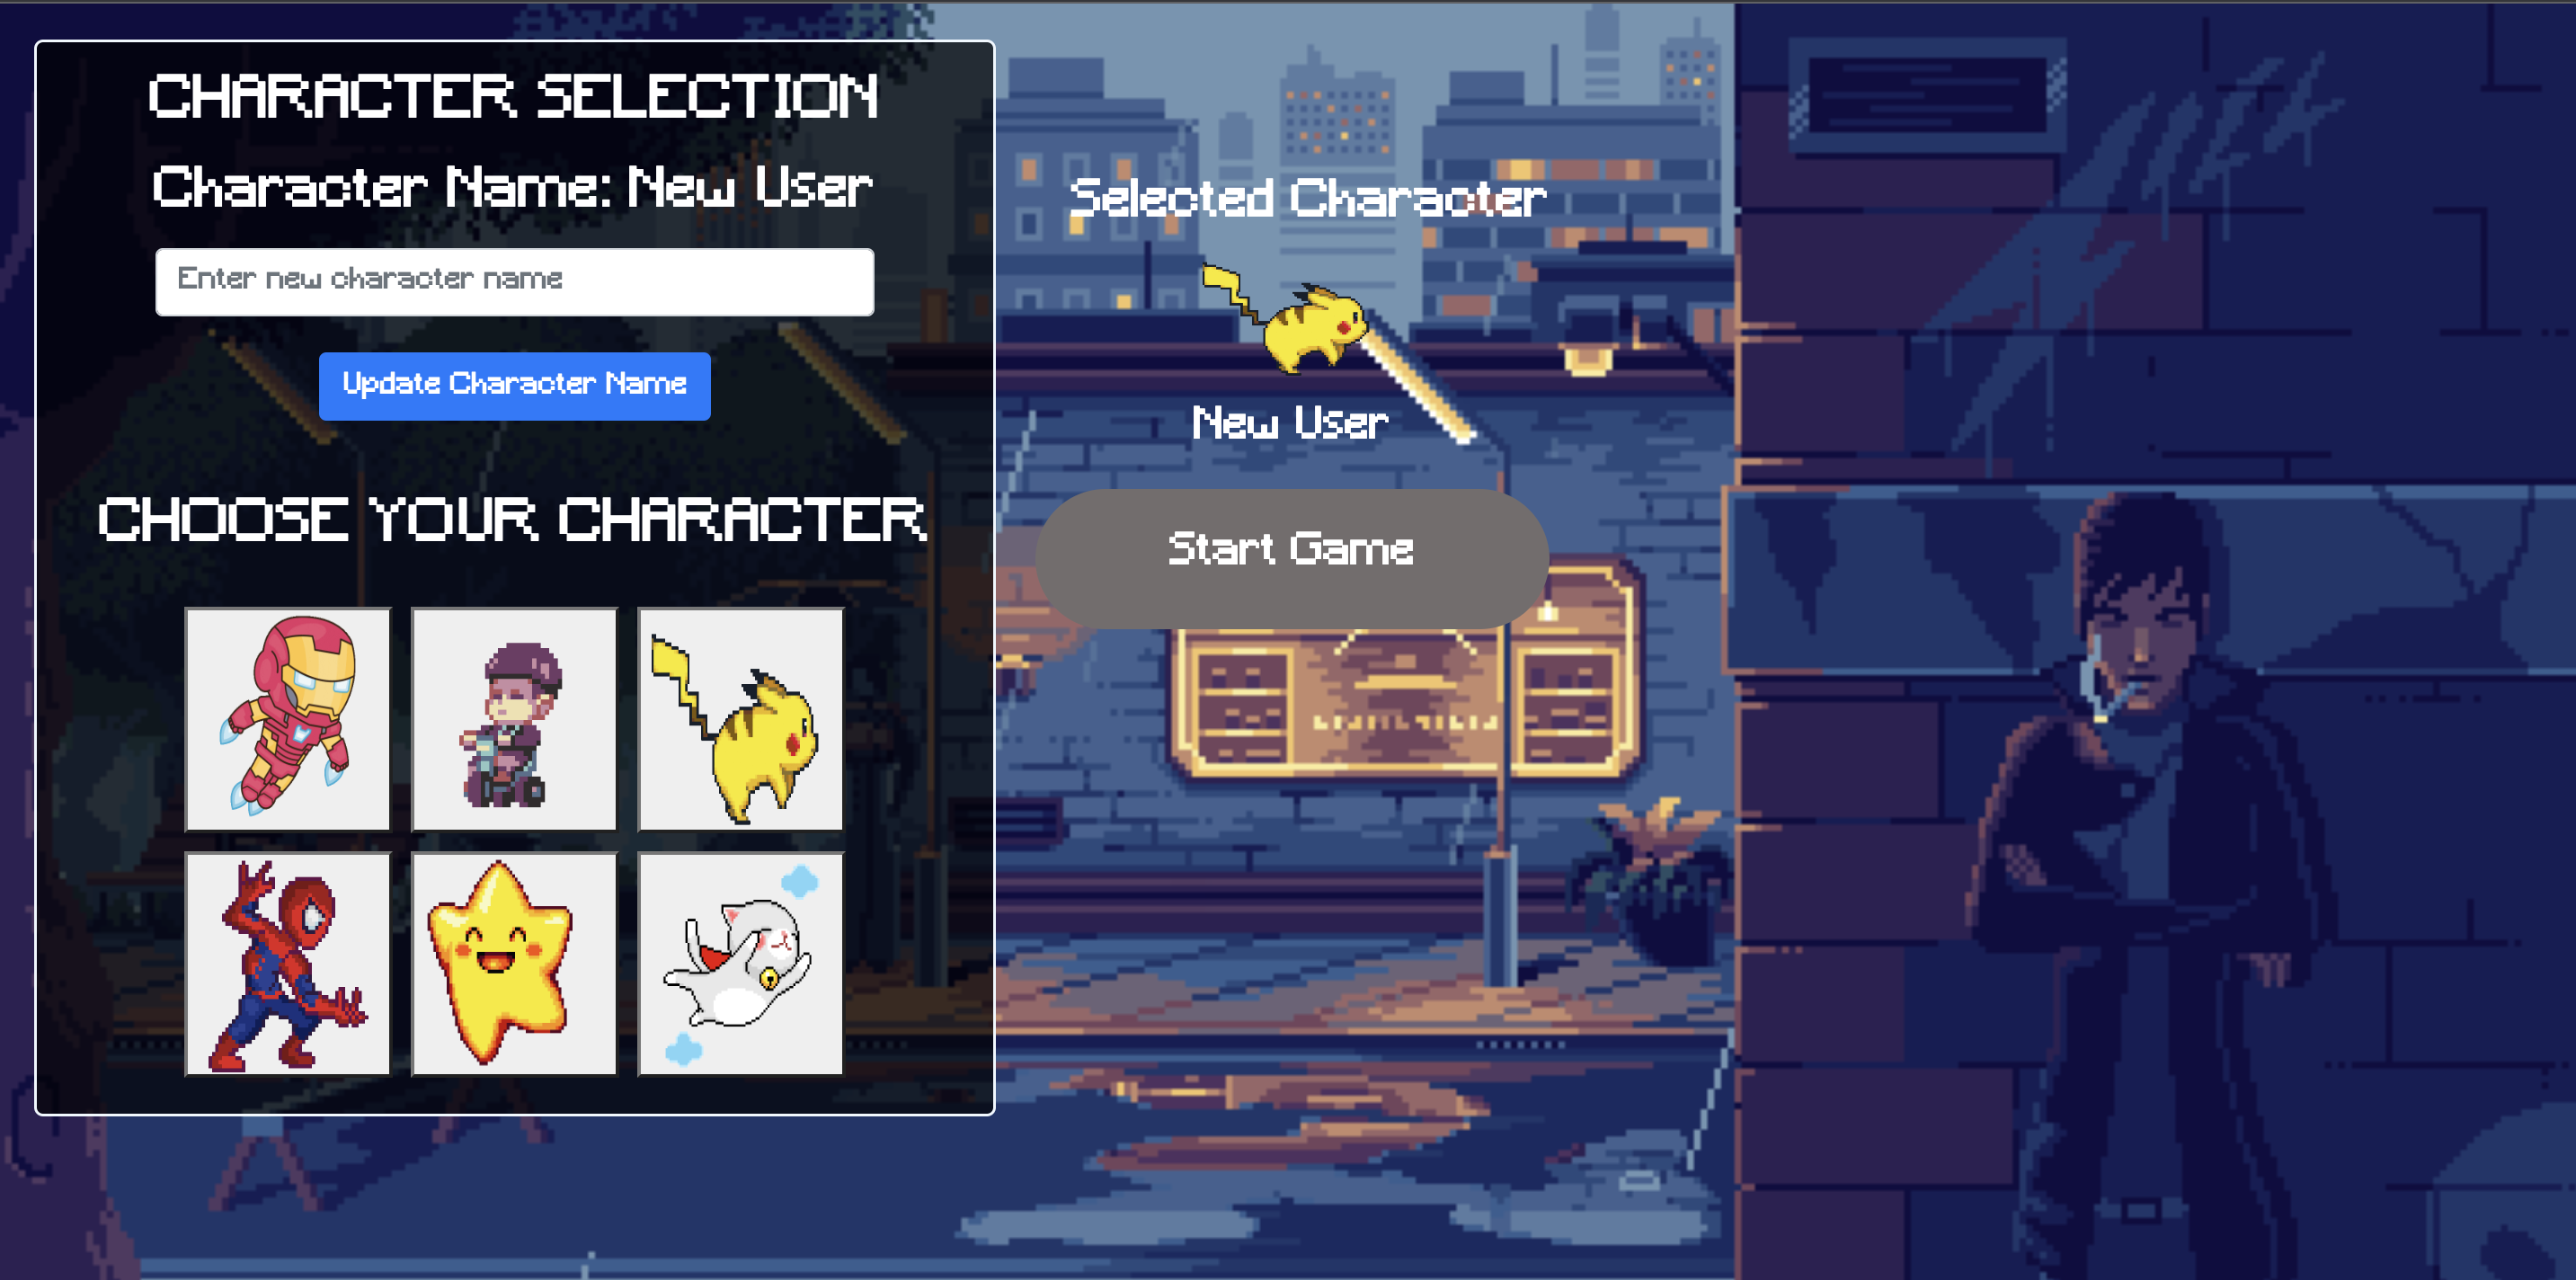 CHARACTER SELECTION
Character Name: New User
Enter new character name
Update Character Name
CHOOSE YOUR CHARACTER
Selected Character
New User
Start Game